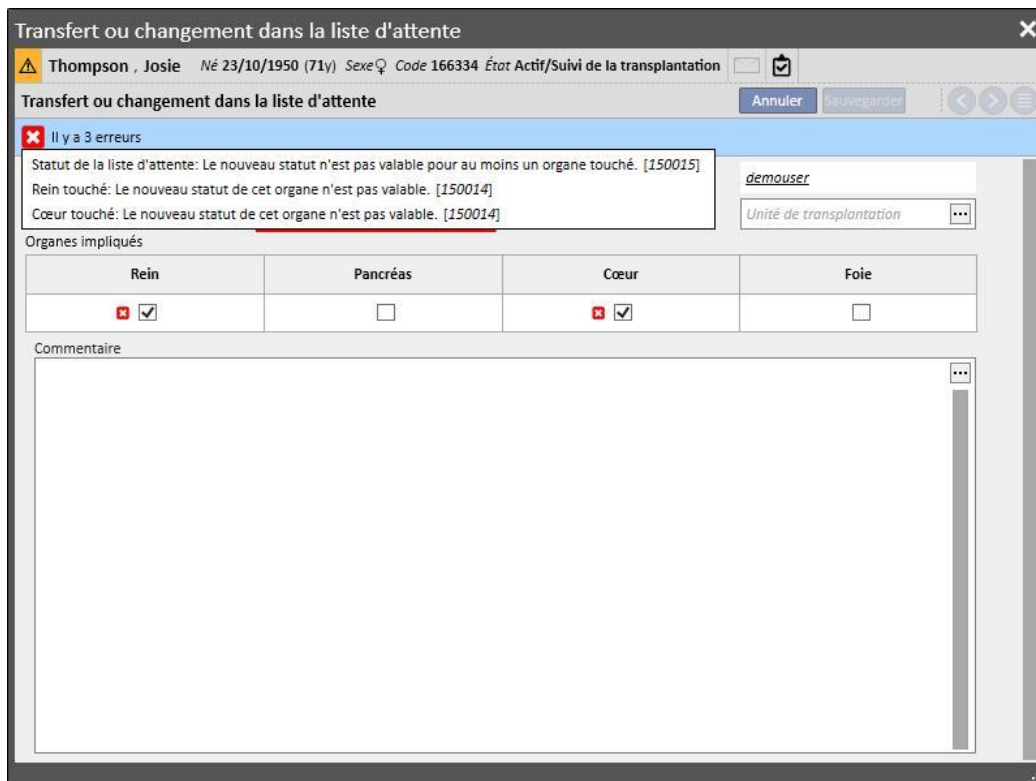 Transfert ou changement dans la liste d'attente
Thompson , Josie Né 23/10/1950 (71y) Sexe♀ Code 166334 État Actif/Suivi de la transplantation
Transfert ou changement dans la liste d'attente Annuler Sauvegarder
Il y a 3 erreurs
Statut de la liste d'attente: Le nouveau statut n'est pas valable pour au moins un organe touché. [150015]
Rein touché: Le nouveau statut de cet organe n'est pas valable. [150014]
Cœur touché: Le nouveau statut de cet organe n'est pas valable. [150014]
demouser
Unité de transplantation ...
Organes impliqués
Rein Pancréas Cœur Foie
Commentaire
...